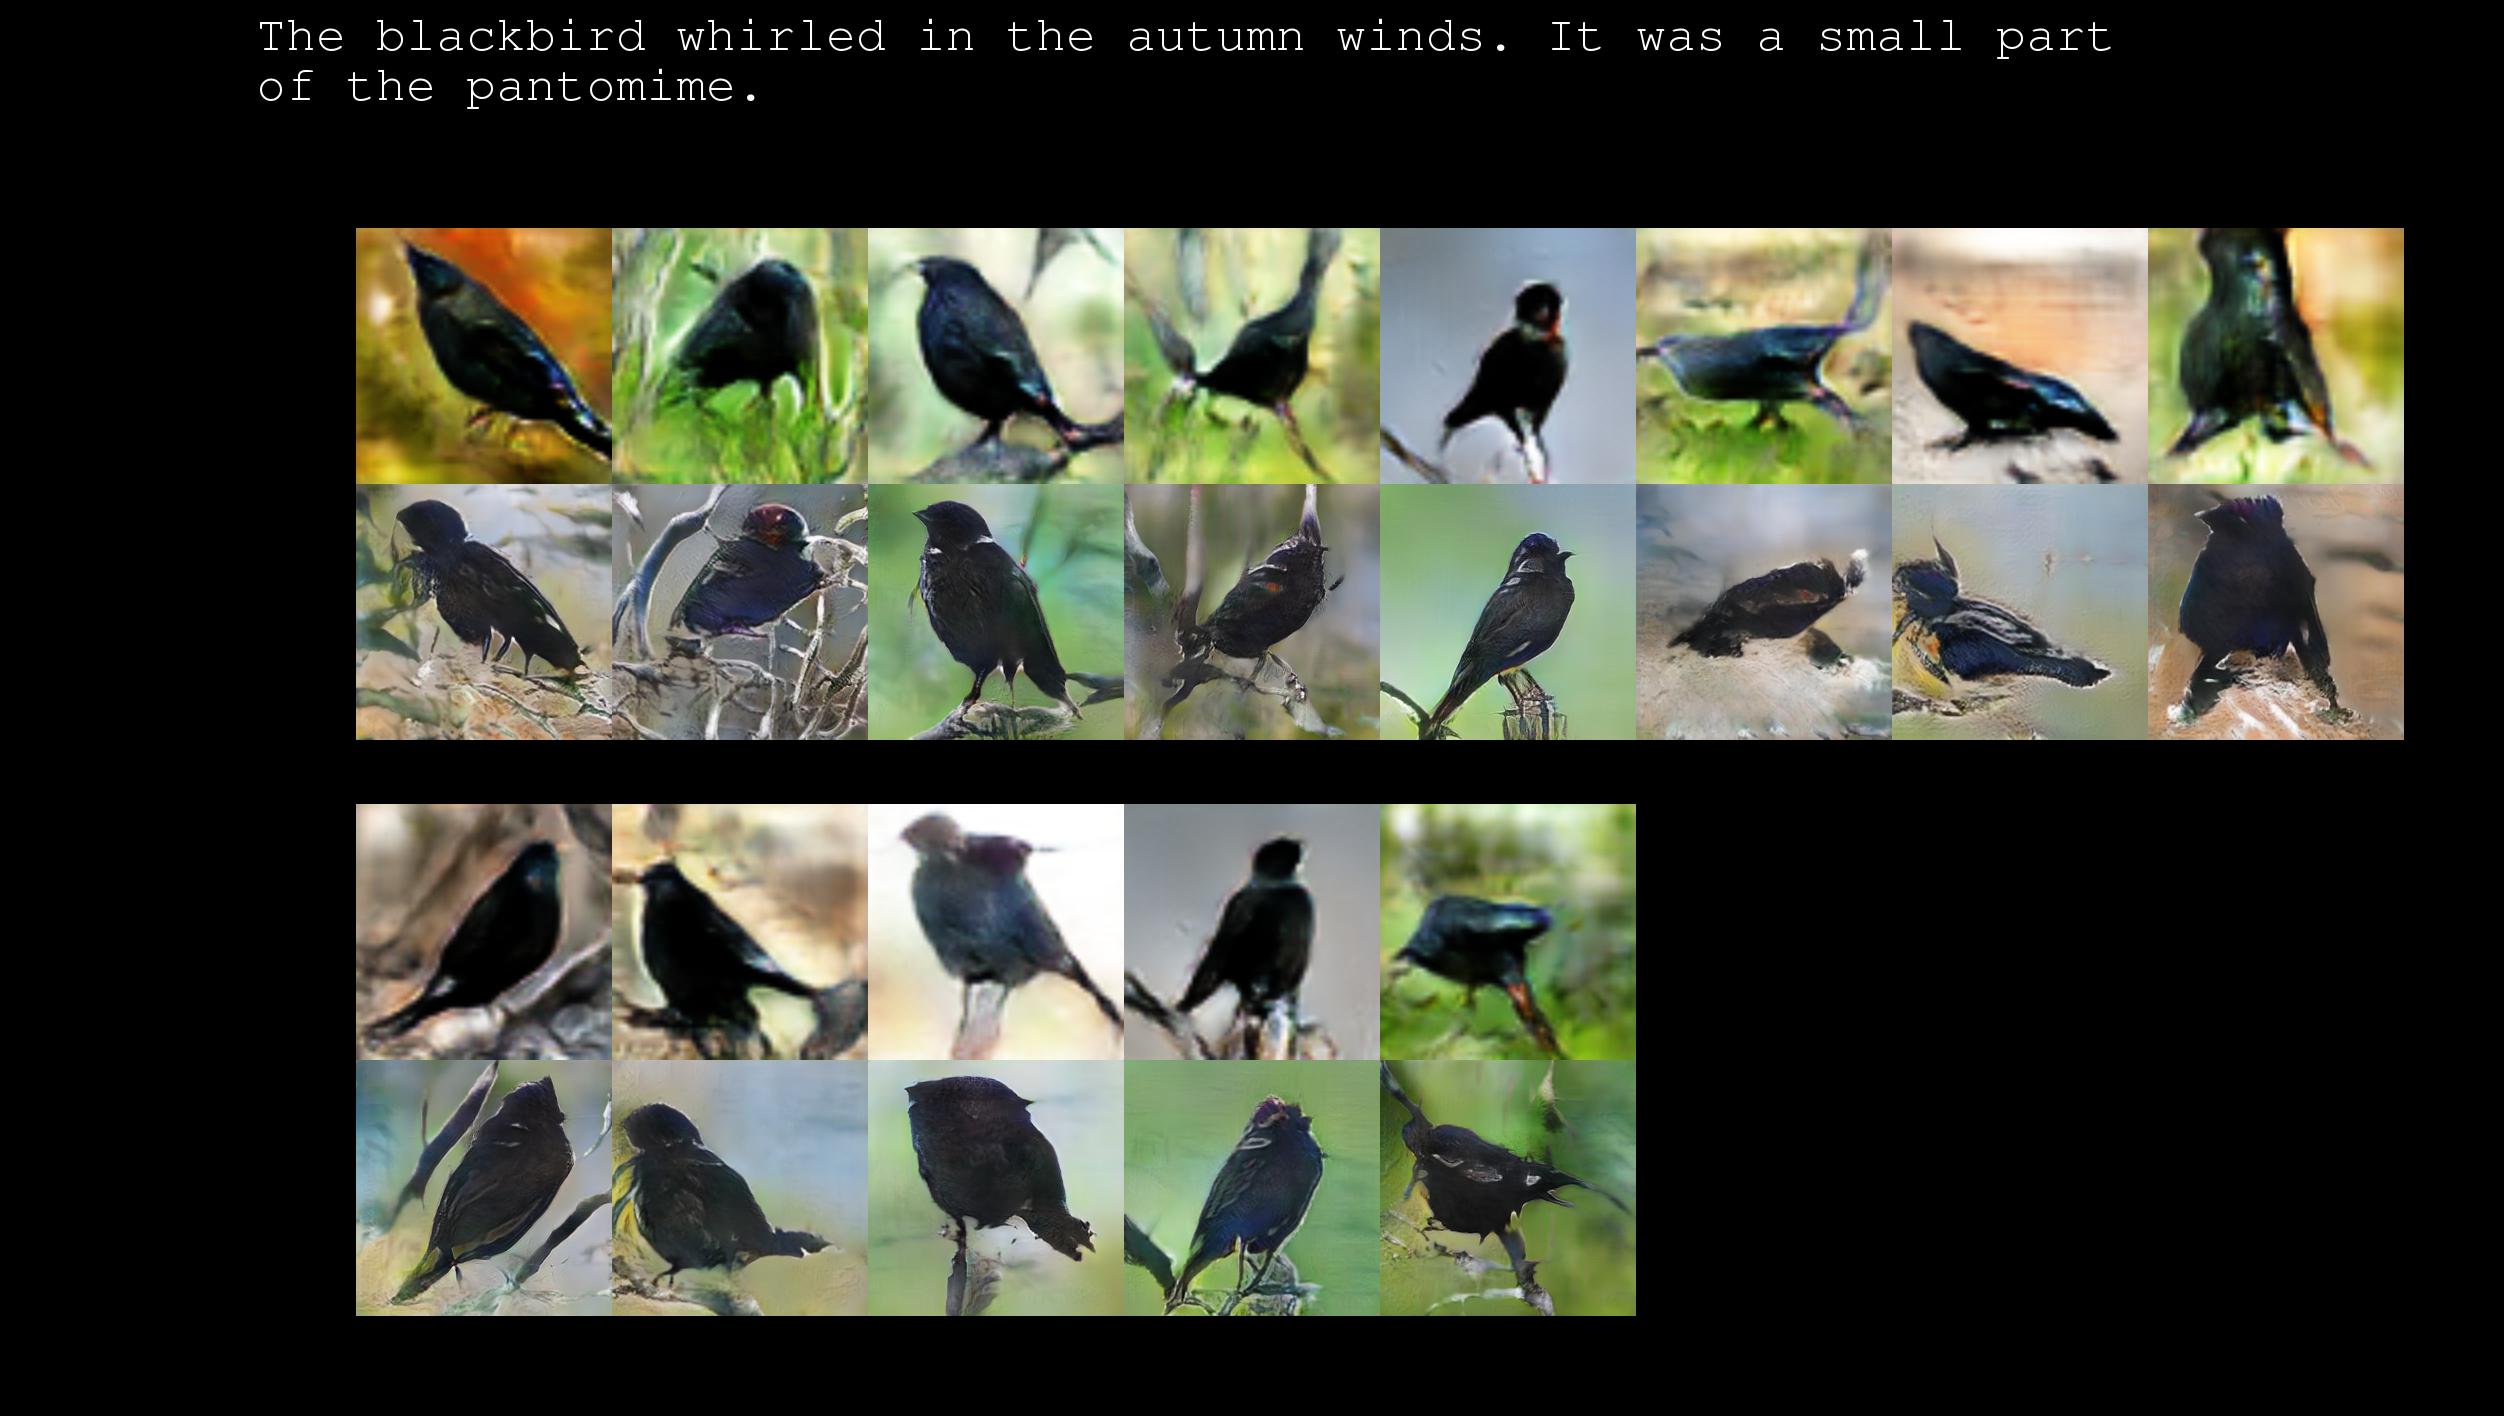 The blackbird whirled in the autumn winds. It was a small part
of the pantomime.